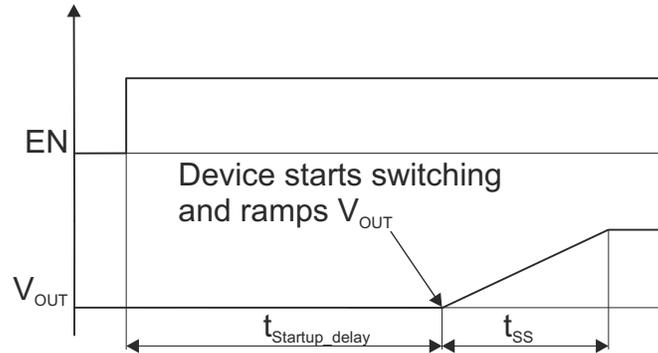 EN
Device starts switching
and ramps VOUT
VOUT
tStartup_delay
tSS